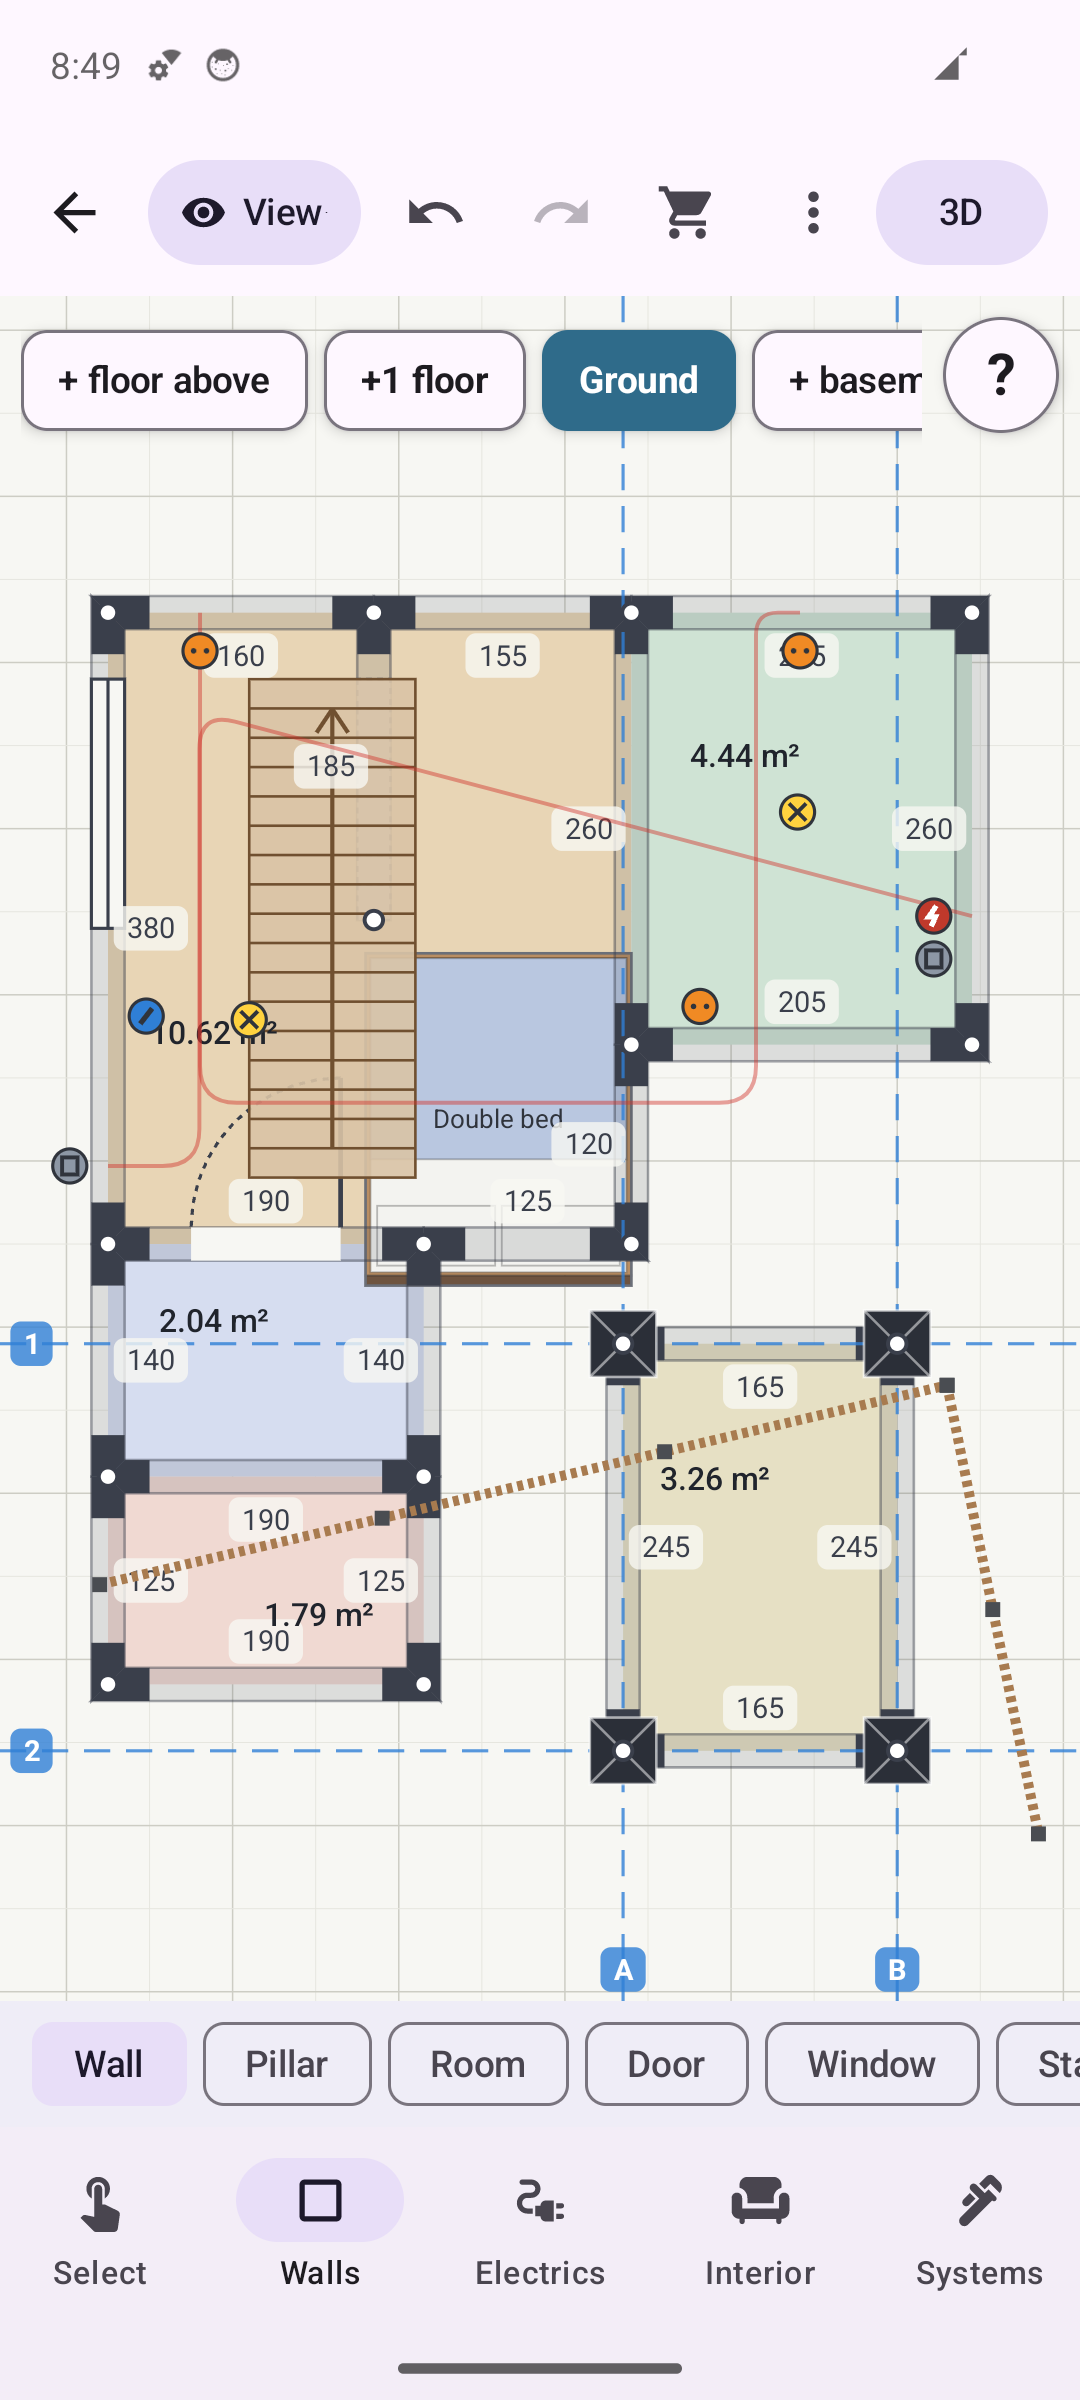 8:49
View
3D
+ floor above
+1 floor
Ground
+ basem
?
160
155
185
4.44 m²
260
260
380
205
10.62 m²
Double bed
120
190
125
2.04 m²
1
140
140
165
3.26 m²
190
245
245
125
125
1.79 m²
190
165
2
A
B
Wall
Pillar
Room
Door
Window
Sta
Select
Walls
Electrics
Interior
Systems